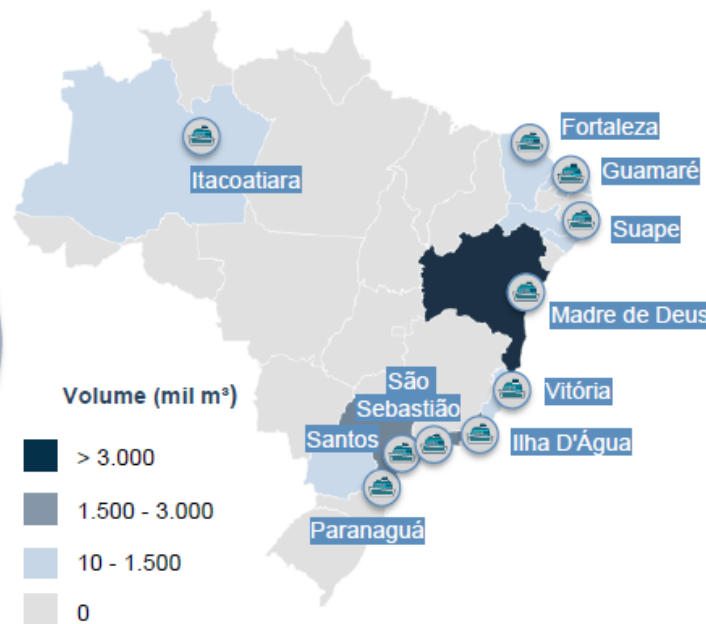 Fortaleza
Guamaré
Itacoatiara
Suape
Madre de Deus
São
Sebastião
Vitória
Santos
Ilha D'Água
Paranaguá
Volume (mil m³)
> 3.000
1.500 - 3.000
10 - 1.500
0